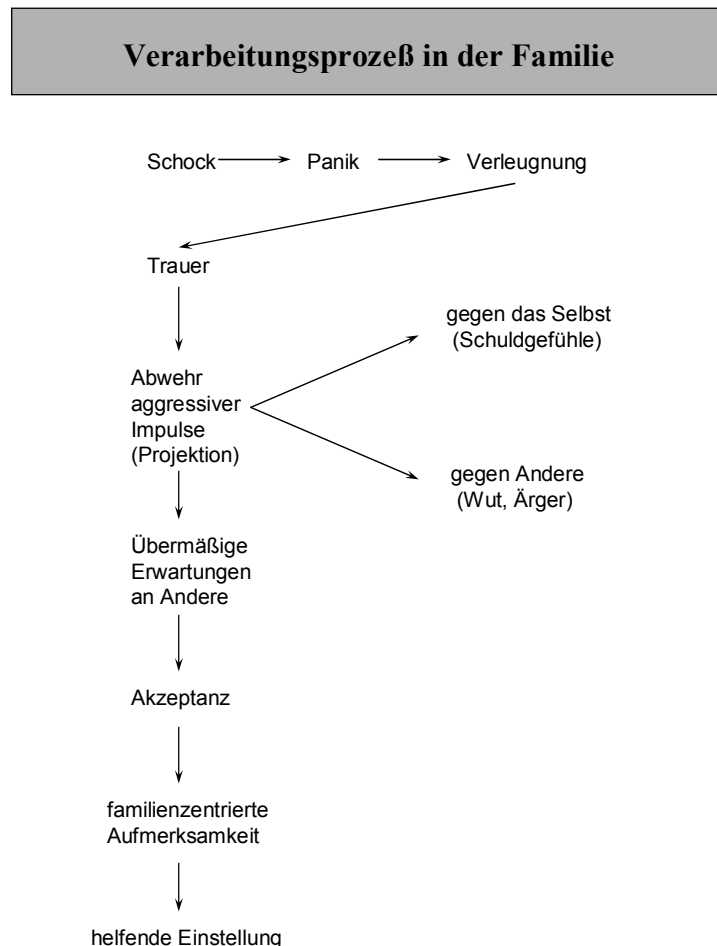 Verarbeitungsprozeß in der Familie
Schock
Panik
Verleugnung
Trauer
gegen das Selbst
(Schuldgefühle)
Abwehr
aggressiver
Impulse
(Projektion)
gegen Andere
(Wut, Ärger)
Übermäßige
Erwartungen
an Andere
Akzeptanz
familienzentrierte
Aufmerksamkeit
helfende Einstellung